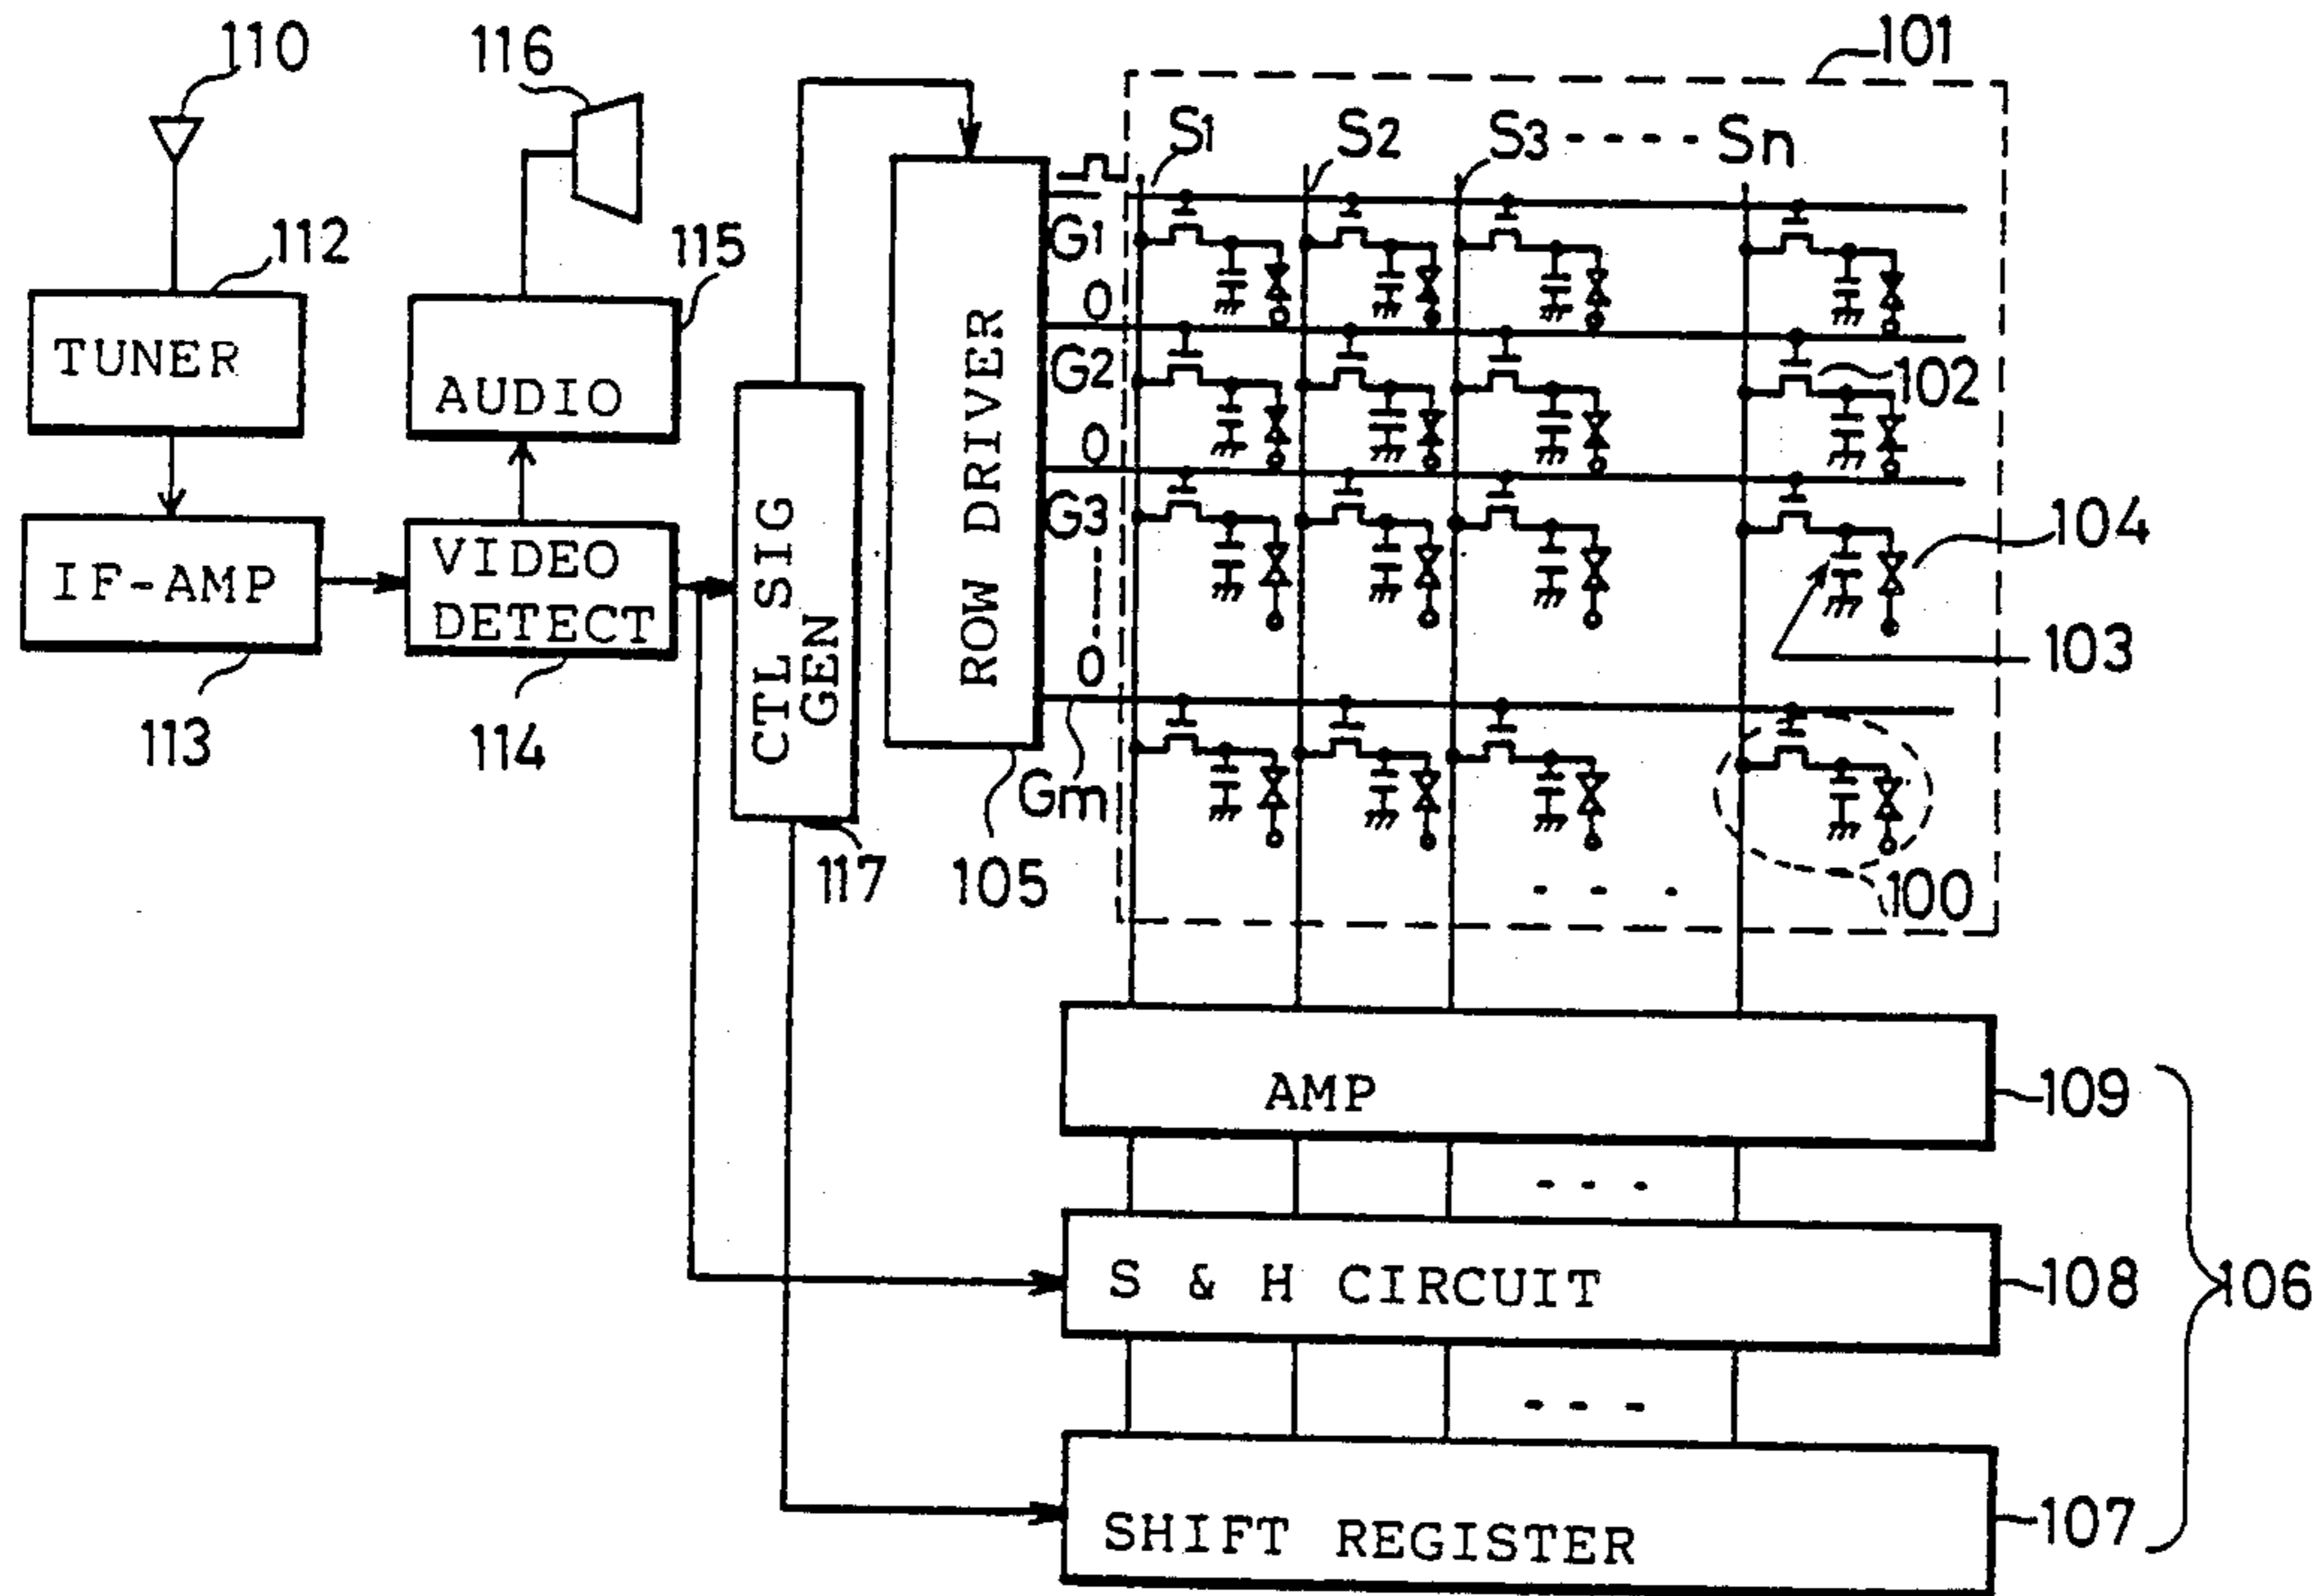 110
116
101
S1
S2
S3 - - - - Sn
112
115
G1
0
TUNER
AUDIO
ROW DRIVER
G2
102
0
G3
104
IF-AMP
VIDEO
DETECT
CTL SIG
GEN
0
103
113
114
Gm
117
105
100
AMP
109
S & H CIRCUIT
108
106
SHIFT REGISTER
107